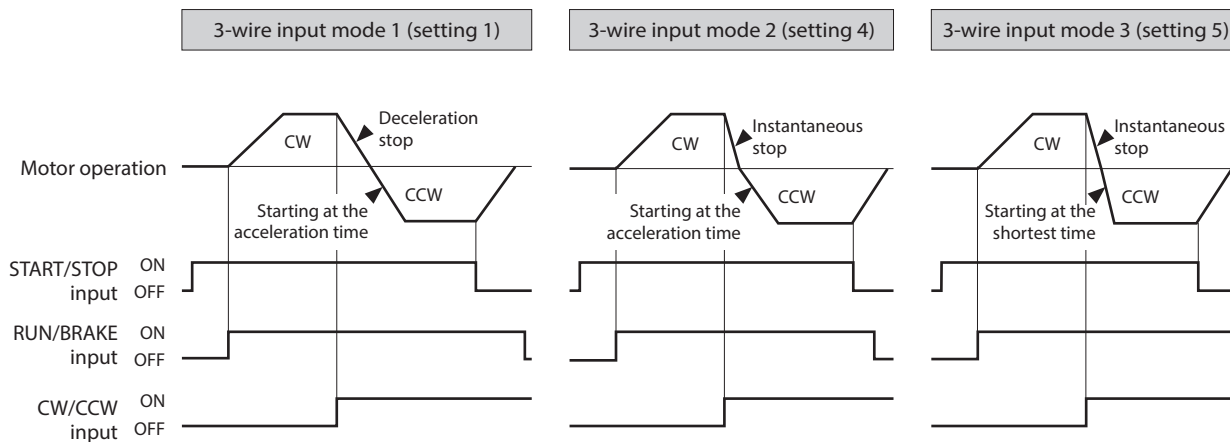 3-wire input mode 1 (setting 1)
3-wire input mode 2 (setting 4)
3-wire input mode 3 (setting 5)
Motor operation
CW
Deceleration
stop
CCW
Starting at the
acceleration time
CW
Instantaneous
stop
CCW
Starting at the
acceleration time
CW
Instantaneous
stop
CCW
Starting at the
shortest time
START/STOP
input
ON
OFF
RUN/BRAKE
input
ON
OFF
CW/CCW
input
ON
OFF